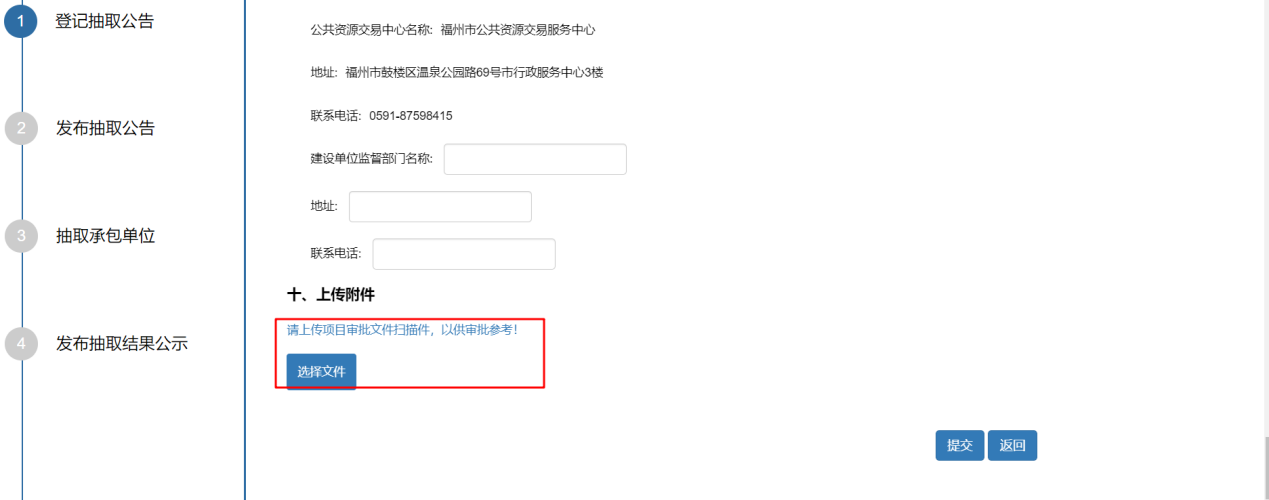 1 登记抽取公告
公共资源交易中心名称: 福州市公共资源交易服务中心
地址: 福州市鼓楼区温泉公园路69号市行政服务中心3楼
联系电话: 0591-87598415
2 发布抽取公告
建设单位监督部门名称:
地址:
3 抽取承包单位
联系电话:
十、上传附件
请上传项目审批文件扫描件, 以供审批参考!
4 发布抽取结果公示
选择文件
提交 返回